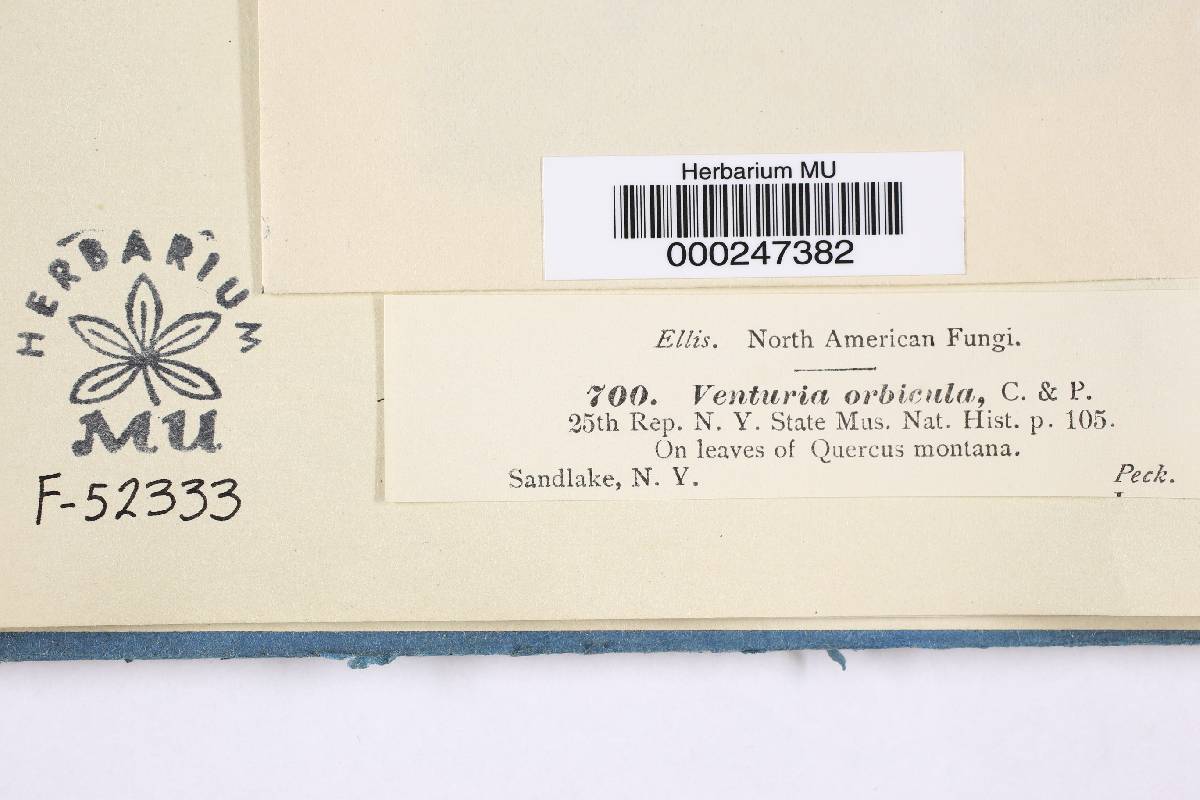 Herbarium MU
000247382
HERBARIUM
MU
F-52333
Ellis. North American Fungi.
700. Venturia orbicula, C. & P.
25th Rep. N. Y. State Mus. Nat. Hist. p. 105.
On leaves of Quercus montana.
Sandlake, N. Y. Peck.